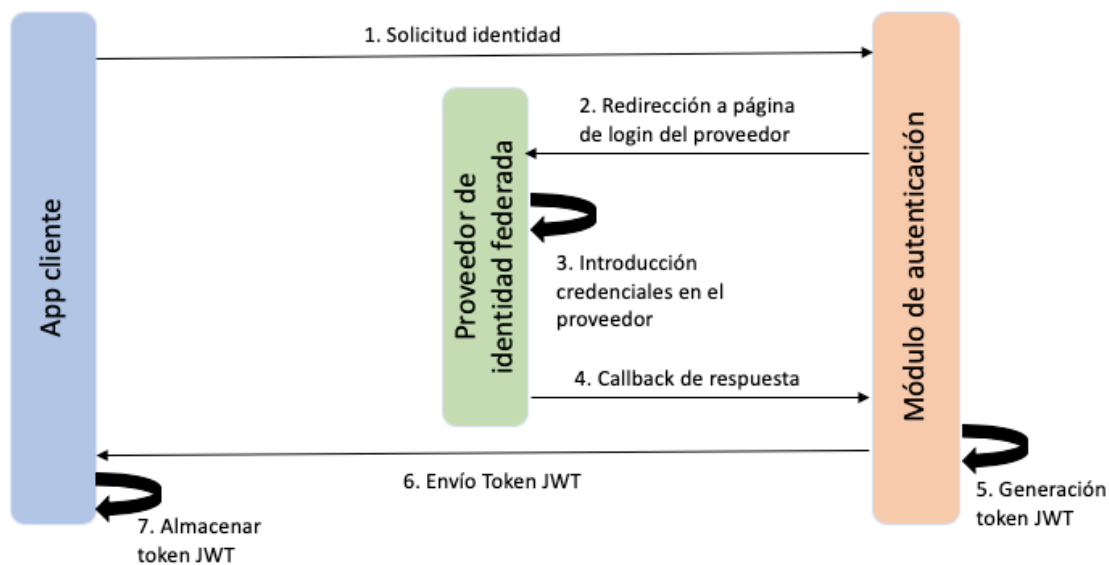 1. Solicitud identidad
2. Redirección a página
de login del proveedor
App cliente
Proveedor de
identidad federada
Módulo de autenticación
3. Introducción
credenciales en el
proveedor
4. Callback de respuesta
5. Generación
token JWT
6. Envío Token JWT
7. Almacenar
token JWT